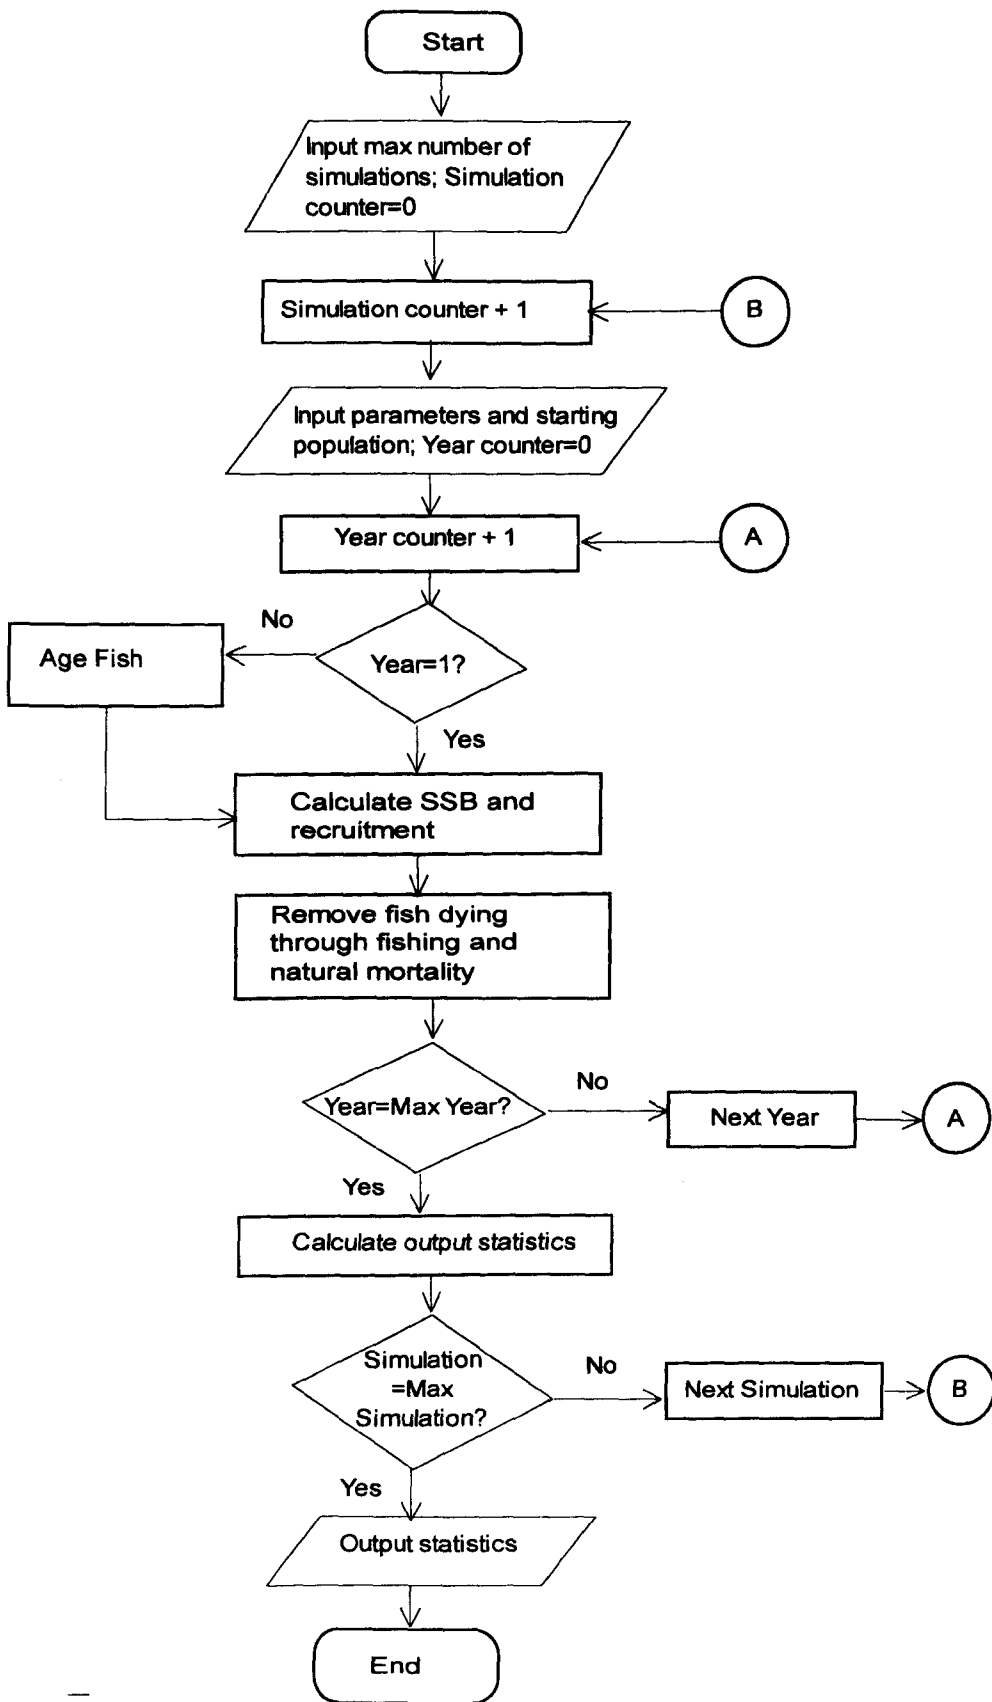 Start
Input max number of
simulations; Simulation
counter=0
Simulation counter + 1
B
Input parameters and starting
population; Year counter=0
Year counter + 1
A
No
Age Fish
Year=1?
Yes
Calculate SSB and
recruitment
Remove fish dying
through fishing and
natural mortality
Year=Max Year?
No
Next Year
A
Yes
Calculate output statistics
Simulation
=Max
Simulation?
No
Next Simulation
B
Yes
Output statistics
End